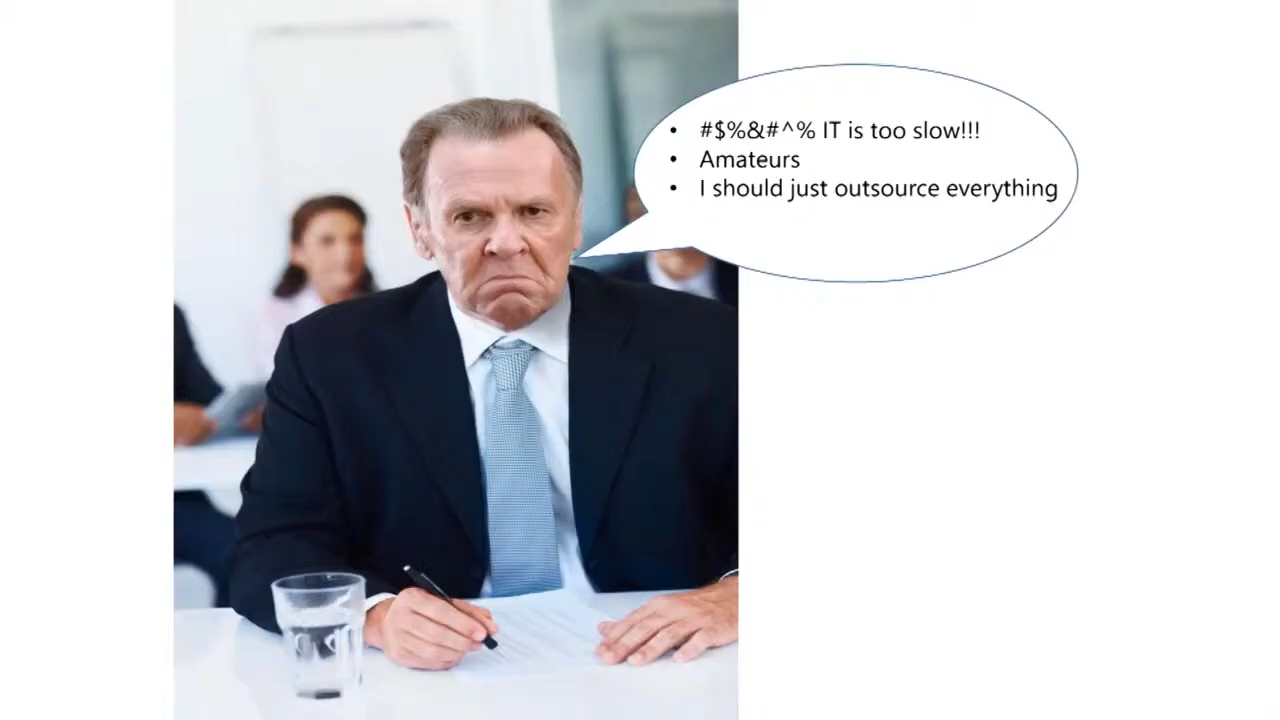 • #$%&#^% IT is too slow!!!
• Amateurs
• I should just outsource everything